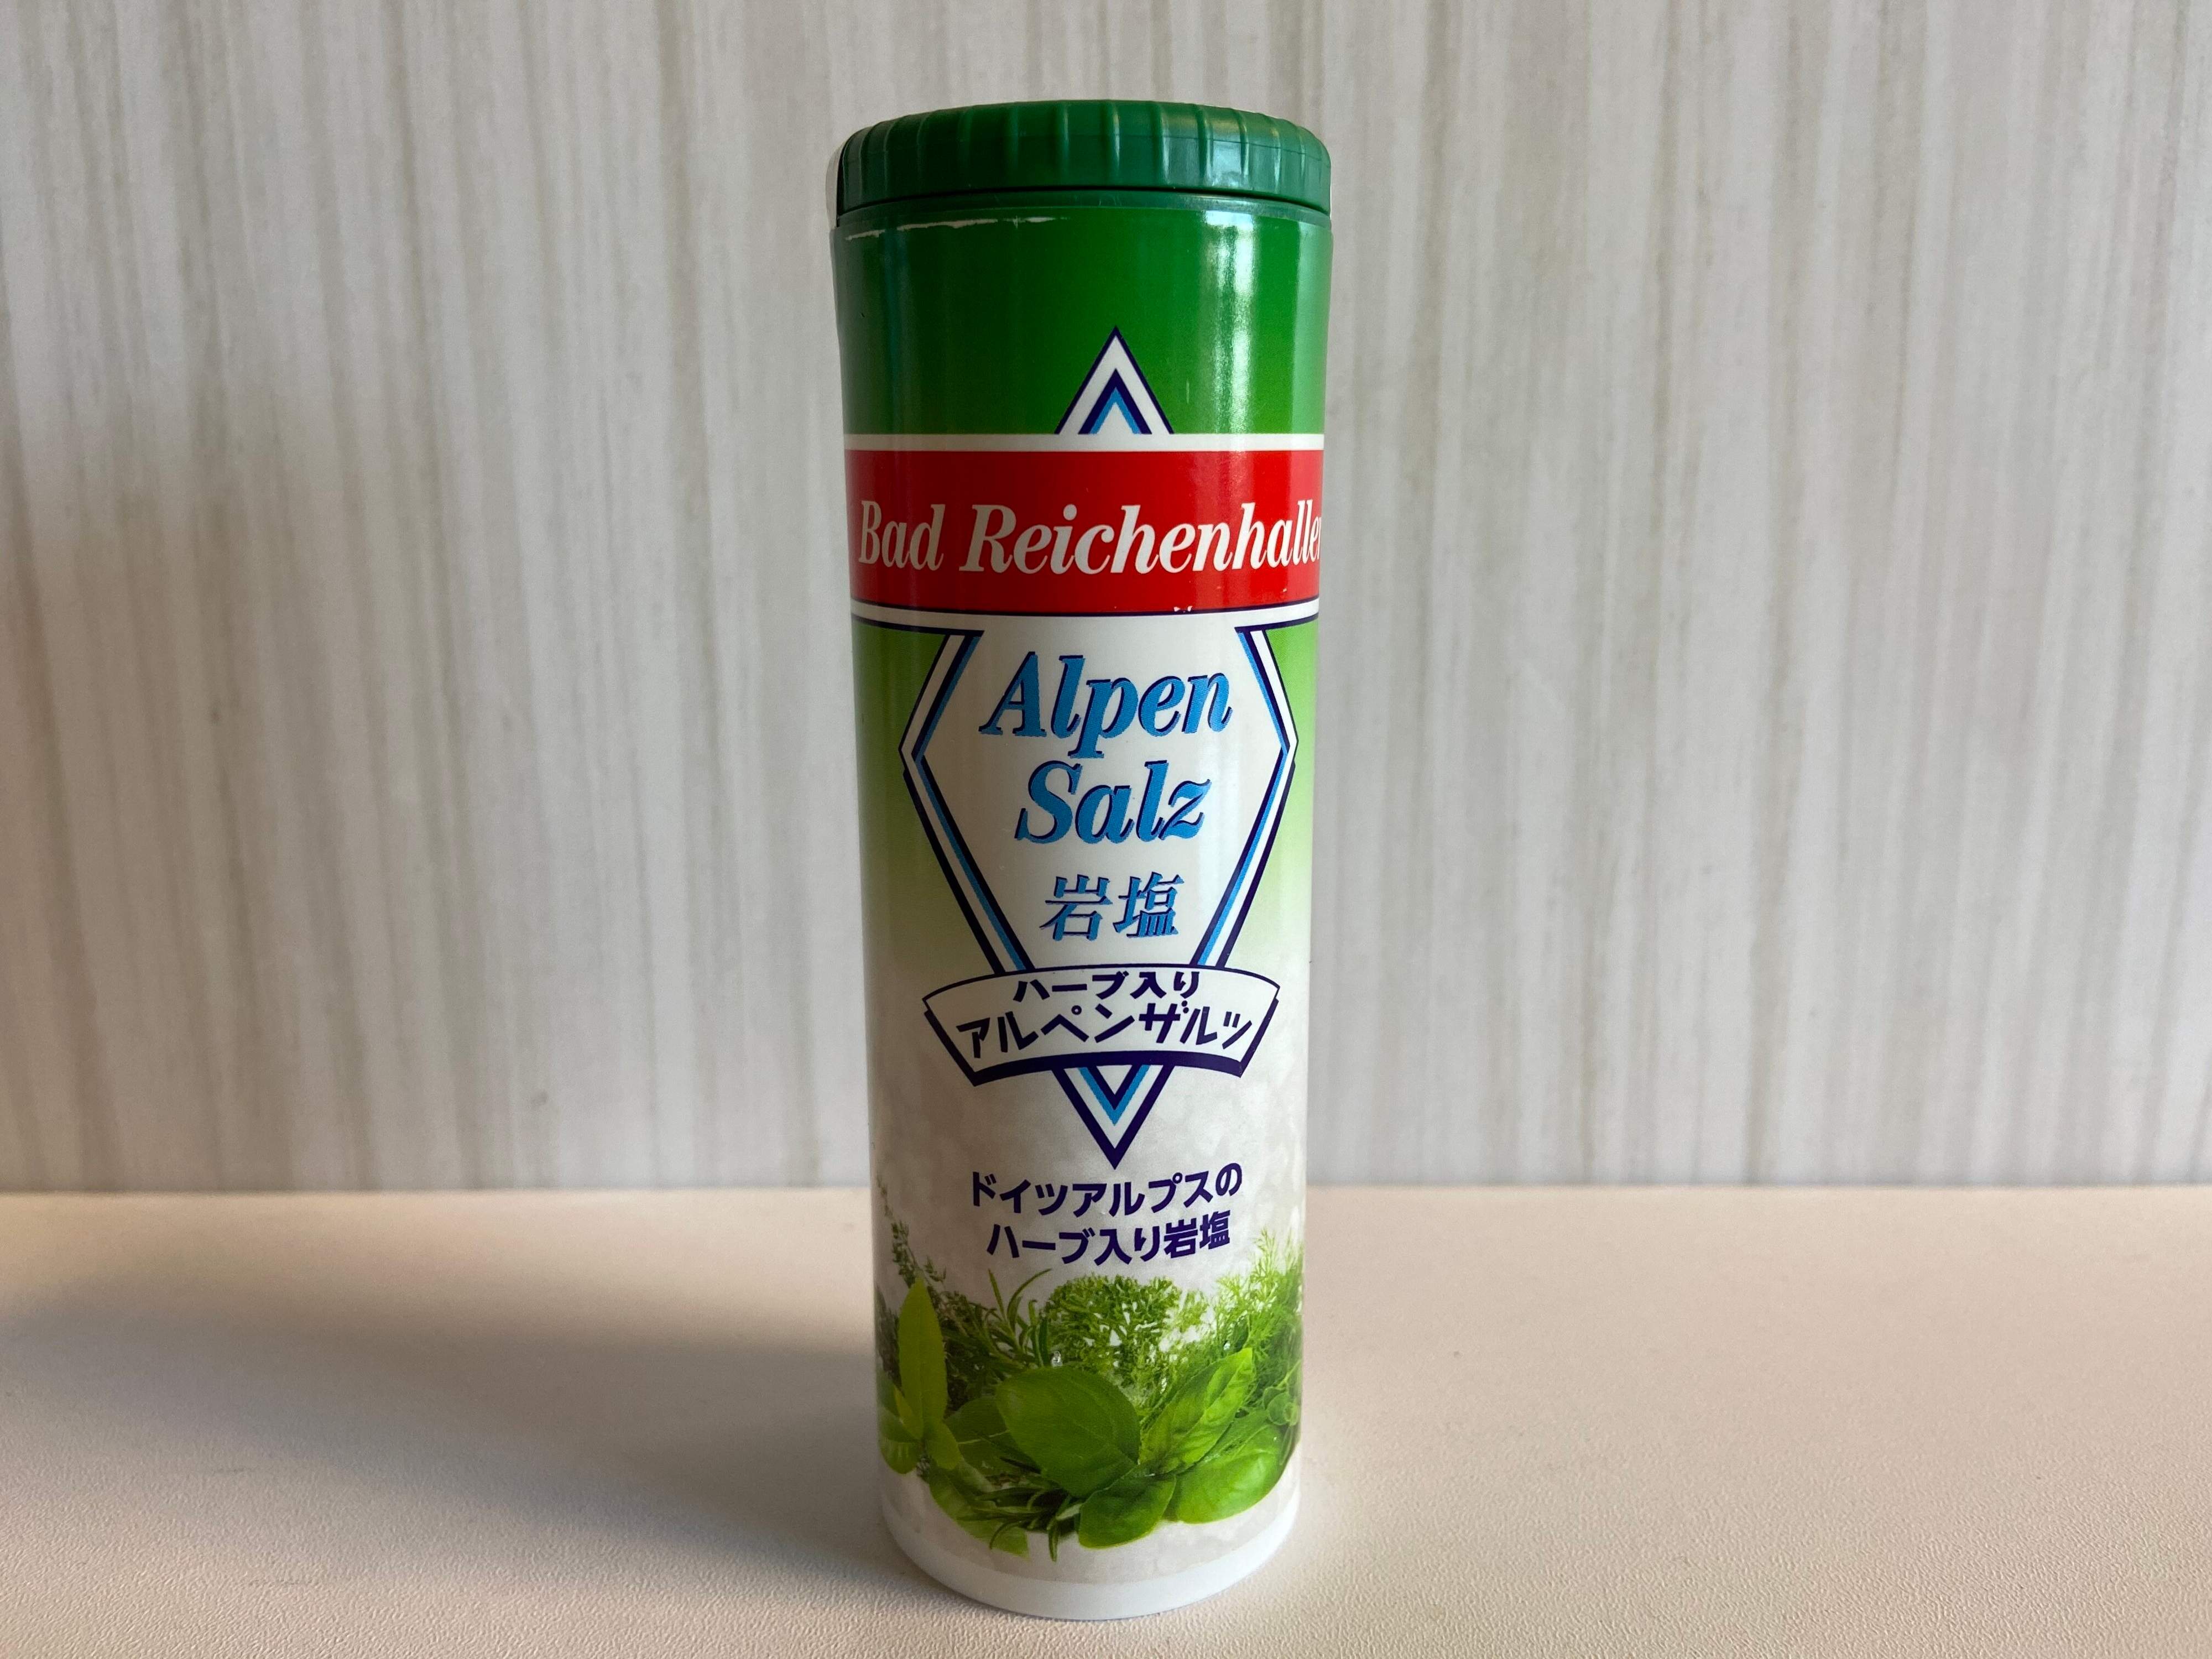 Bad Reichenhaller
Alpen
Salz
岩塩
ハーブ入り
アルペンザルツ
ドイツアルプスの
ハーブ入り岩塩